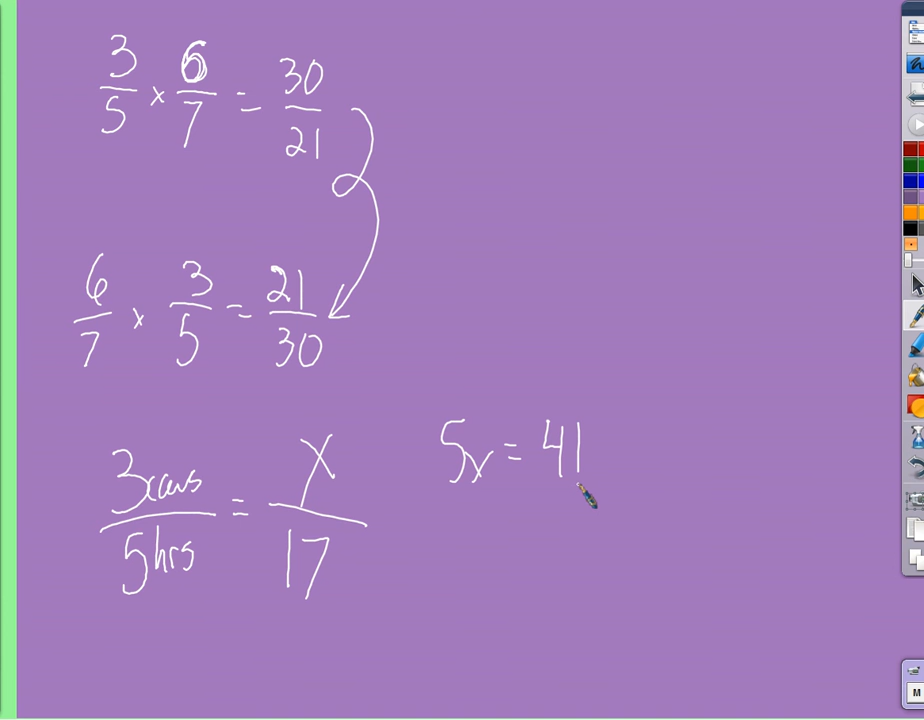 3/5 x 6/7 = 30/21
6/7 x 3/5 = 21/30
3cars/5hrs = x/17
5x = 41
M